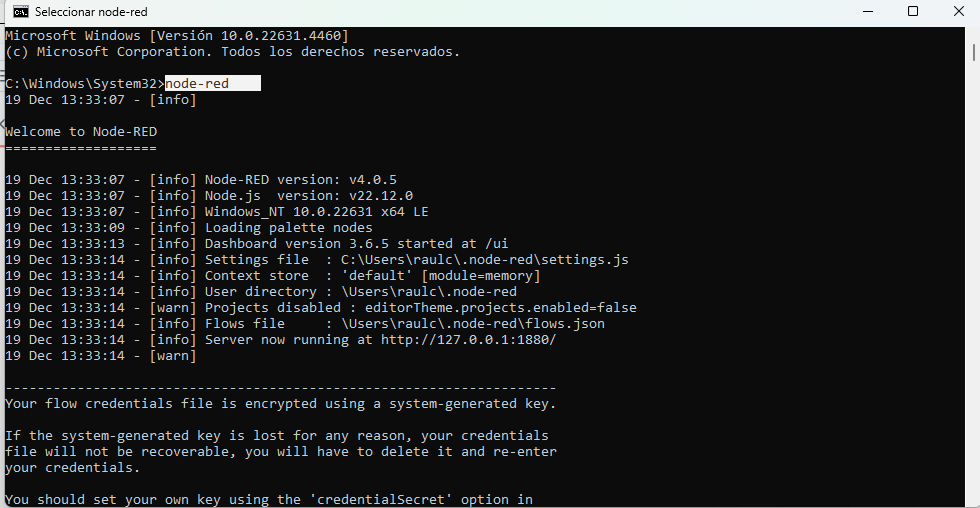 Seleccionar node-red
Microsoft Windows [Versión 10.0.22631.4460]
(c) Microsoft Corporation. Todos los derechos reservados.
C:\Windows\System32>node-red
19 Dec 13:33:07 - [info]
Welcome to Node-RED
===================
19 Dec 13:33:07 - [info] Node-RED version: v4.0.5
19 Dec 13:33:07 - [info] Node.js  version: v22.12.0
19 Dec 13:33:07 - [info] Windows_NT 10.0.22631 x64 LE
19 Dec 13:33:09 - [info] Loading palette nodes
19 Dec 13:33:13 - [info] Dashboard version 3.6.5 started at /ui
19 Dec 13:33:14 - [info] Settings file  : C:\Users\raulc\.node-red\settings.js
19 Dec 13:33:14 - [info] Context store  : 'default' [module=memory]
19 Dec 13:33:14 - [info] User directory : \Users\raulc\.node-red
19 Dec 13:33:14 - [warn] Projects disabled : editorTheme.projects.enabled=false
19 Dec 13:33:14 - [info] Flows file     : \Users\raulc\.node-red\flows.json
19 Dec 13:33:14 - [info] Server now running at http://127.0.0.1:1880/
19 Dec 13:33:14 - [warn]
---------------------------------------------------------------------
Your flow credentials file is encrypted using a system-generated key.
If the system-generated key is lost for any reason, your credentials
file will not be recoverable, you will have to delete it and re-enter
your credentials.
You should set your own key using the 'credentialSecret' option in